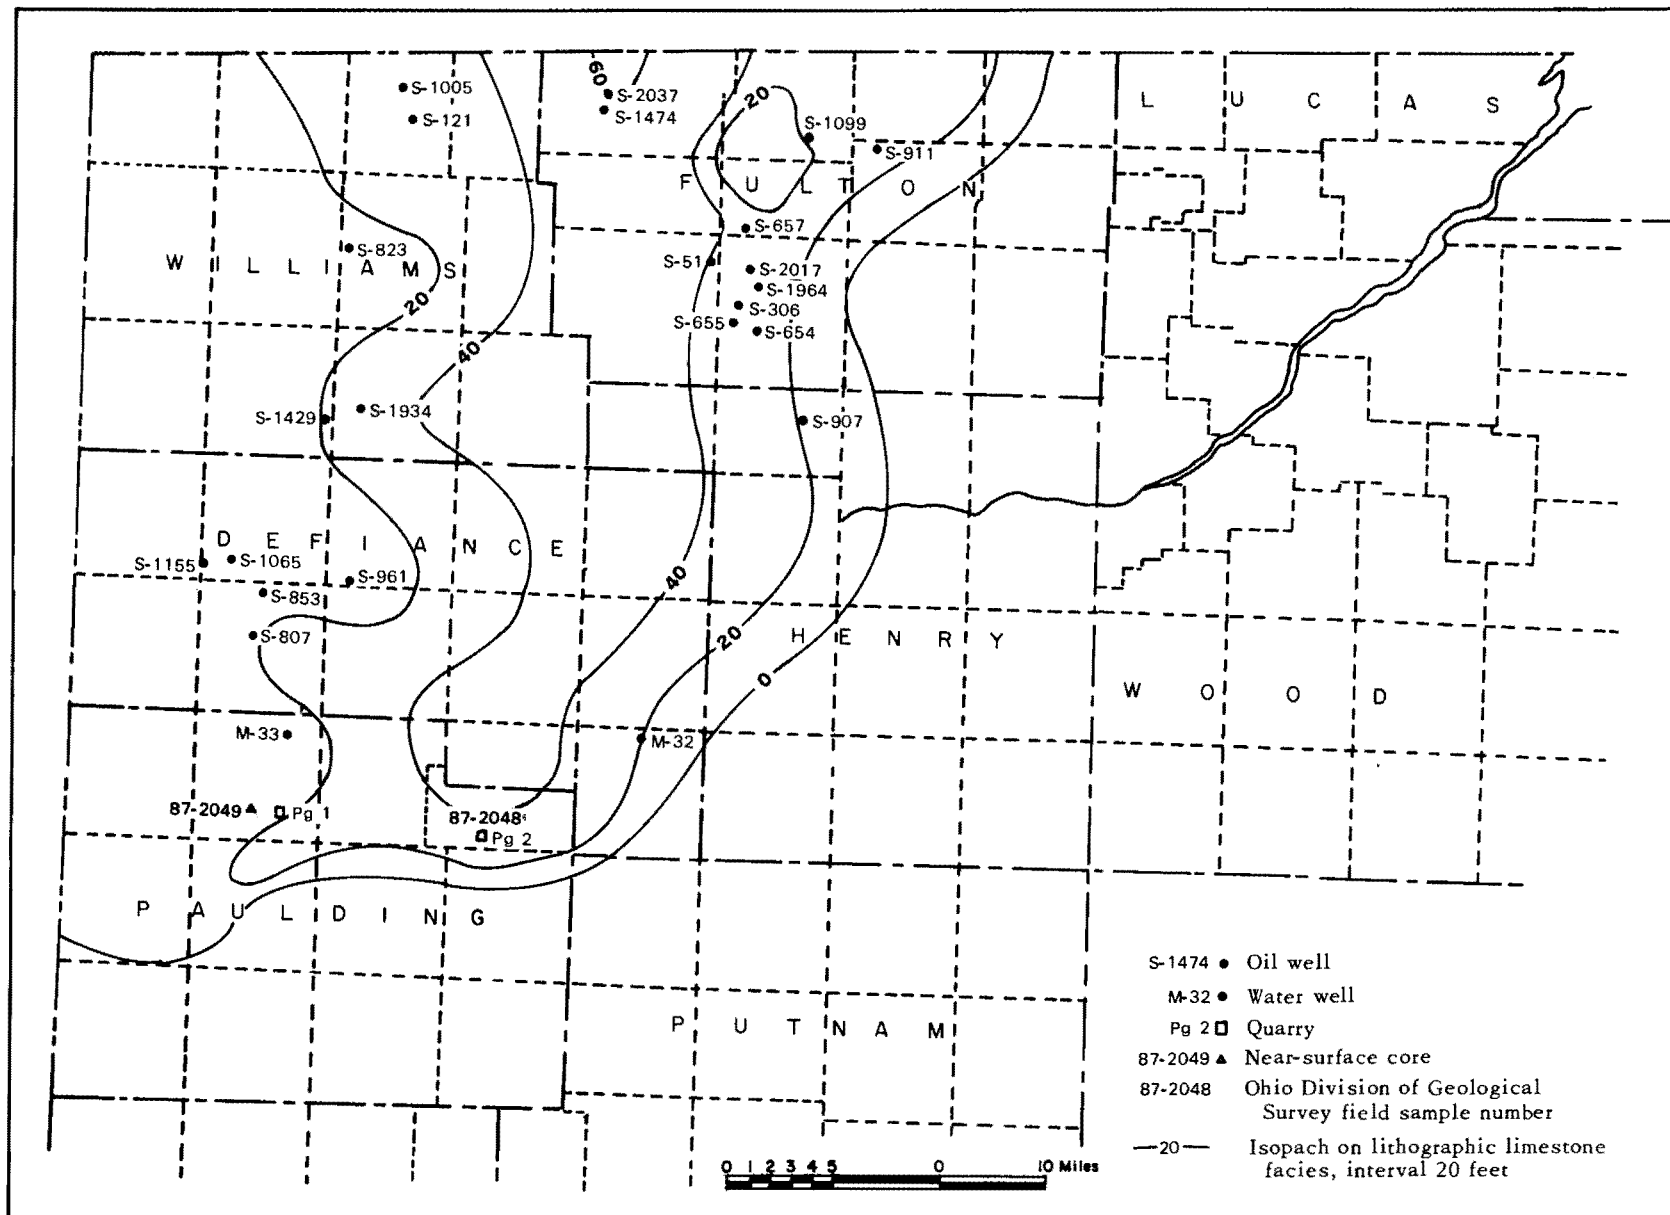 60
S-1005
S-2037
S-121
S-1474
20
S-1099
S-911
L U C A S
F U L T O N
S-823
S-657
W I L L I A M S
S-51
S-2017
S-1964
20
S-306
S-655
S-654
40
S-1934
S-1429
S-907
D E F I A N C E
S-1155
S-1065
S-961
S-853
40
S-807
20
H E N R Y
0
W O O D
M-33
M-32
87-2049
Pg 1
87-2048
Pg 2
P A U L D I N G
P U T N A M
S-1474 Oil well
M-32 Water well
Pg 2 Quarry
87-2049 Near-surface core
87-2048 Ohio Division of Geological
Survey field sample number
—20— Isopach on lithographic limestone
facies, interval 20 feet
0 1 2 3 4 5 0 10 Miles